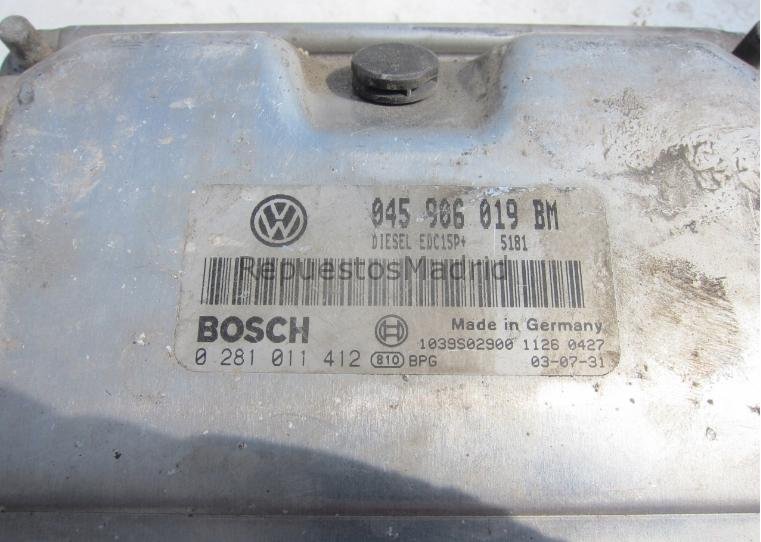 045 906 019 BM
DIESEL EDC15P+ 5181
RepuestosMadrid
BOSCH
Made in Germany
1039S02900 1126 0427
0 281 011 412 810 BPG 03-07-31